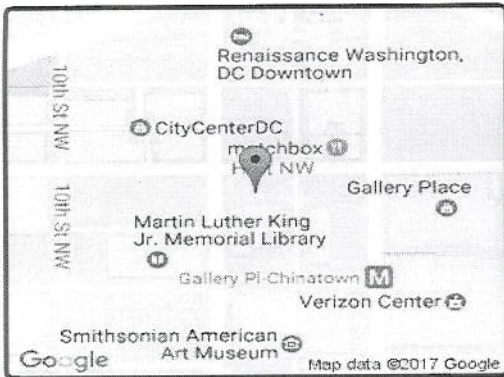 Renaissance Washington,
DC Downtown
10th St NW
CityCenterDC
matchbox
NW
10th St NW
Gallery Place
Martin Luther King
Jr. Memorial Library
Gallery Pl-Chinatown M
Verizon Center
Smithsonian American
Art Museum
Google
Map data ©2017 Google